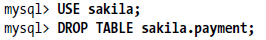 mysql> USE sakila;
mysql> DROP TABLE sakila.payment;